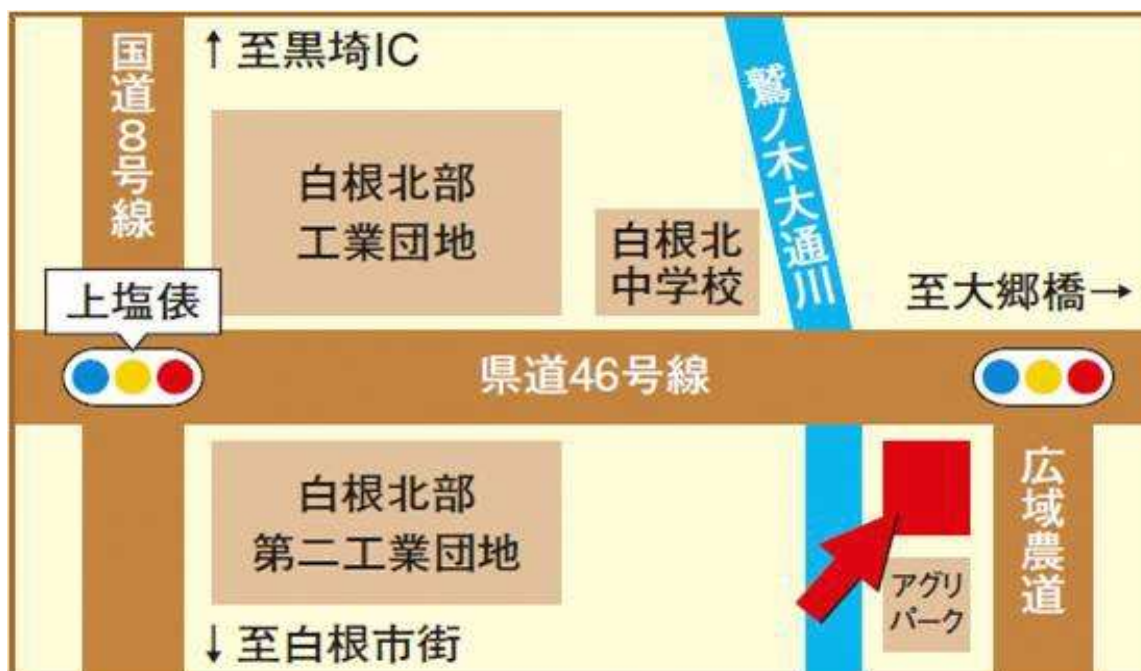 国道8号線
↑至黒埼IC
白根北部
工業団地
白根北
中学校
鷲ノ木大通川
至大郷橋→
上塩俵
県道46号線
白根北部
第二工業団地
アグリ
パーク
広域農道
↓至白根市街